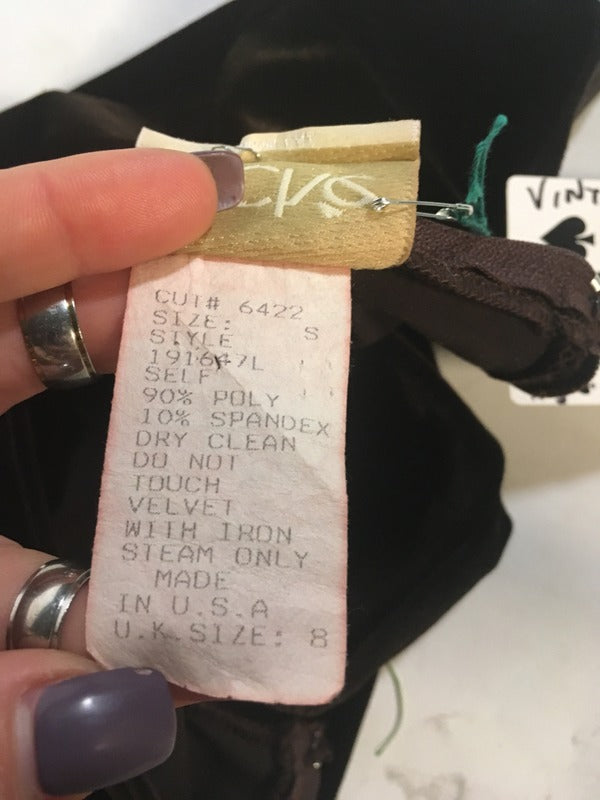 CUT# 6422
SIZE: S
STYLE
191647L
SELF
90% POLY
10% SPANDEX
DRY CLEAN
DO NOT
TOUCH
VELVET
WITH IRON
STEAM ONLY
MADE
IN U.S.A
U.K.SIZE: 8